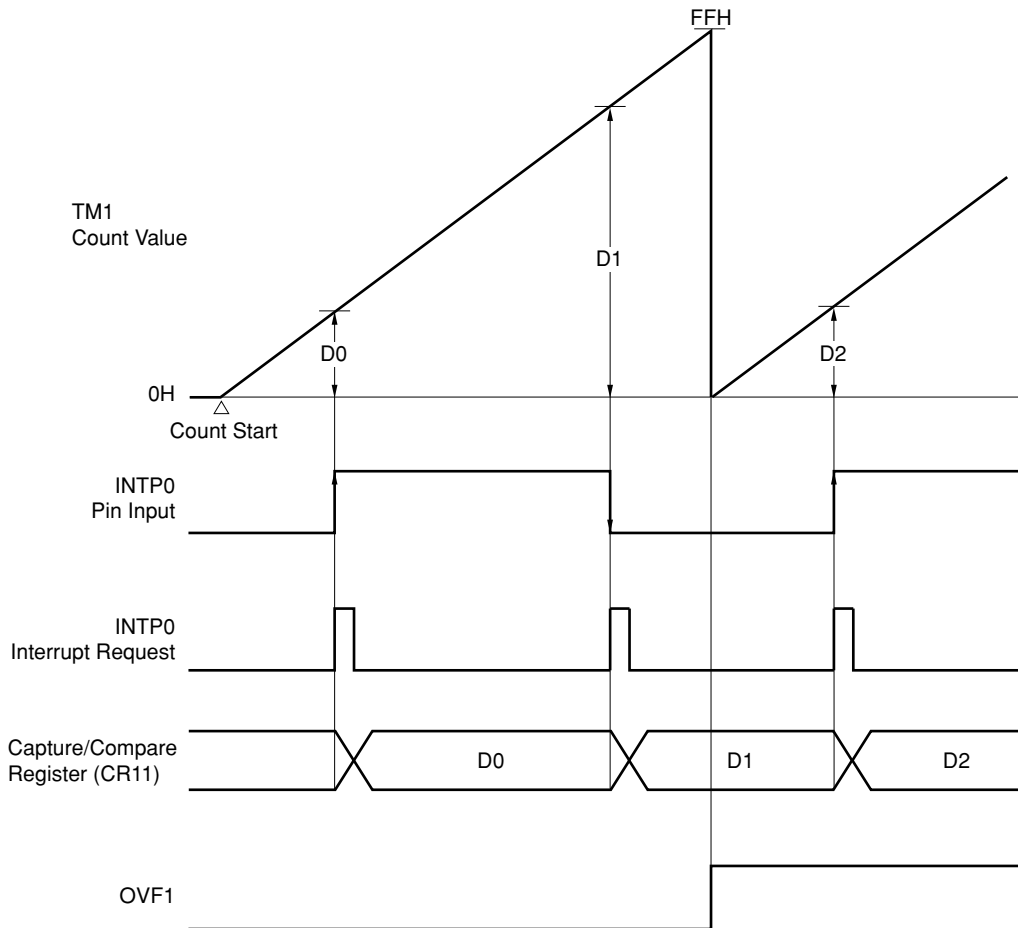 FFH
TM1
Count Value
D1
D0
D2
0H
Count Start
INTP0
Pin Input
INTP0
Interrupt Request
Capture/Compare
Register (CR11)
D0
D1
D2
OVF1